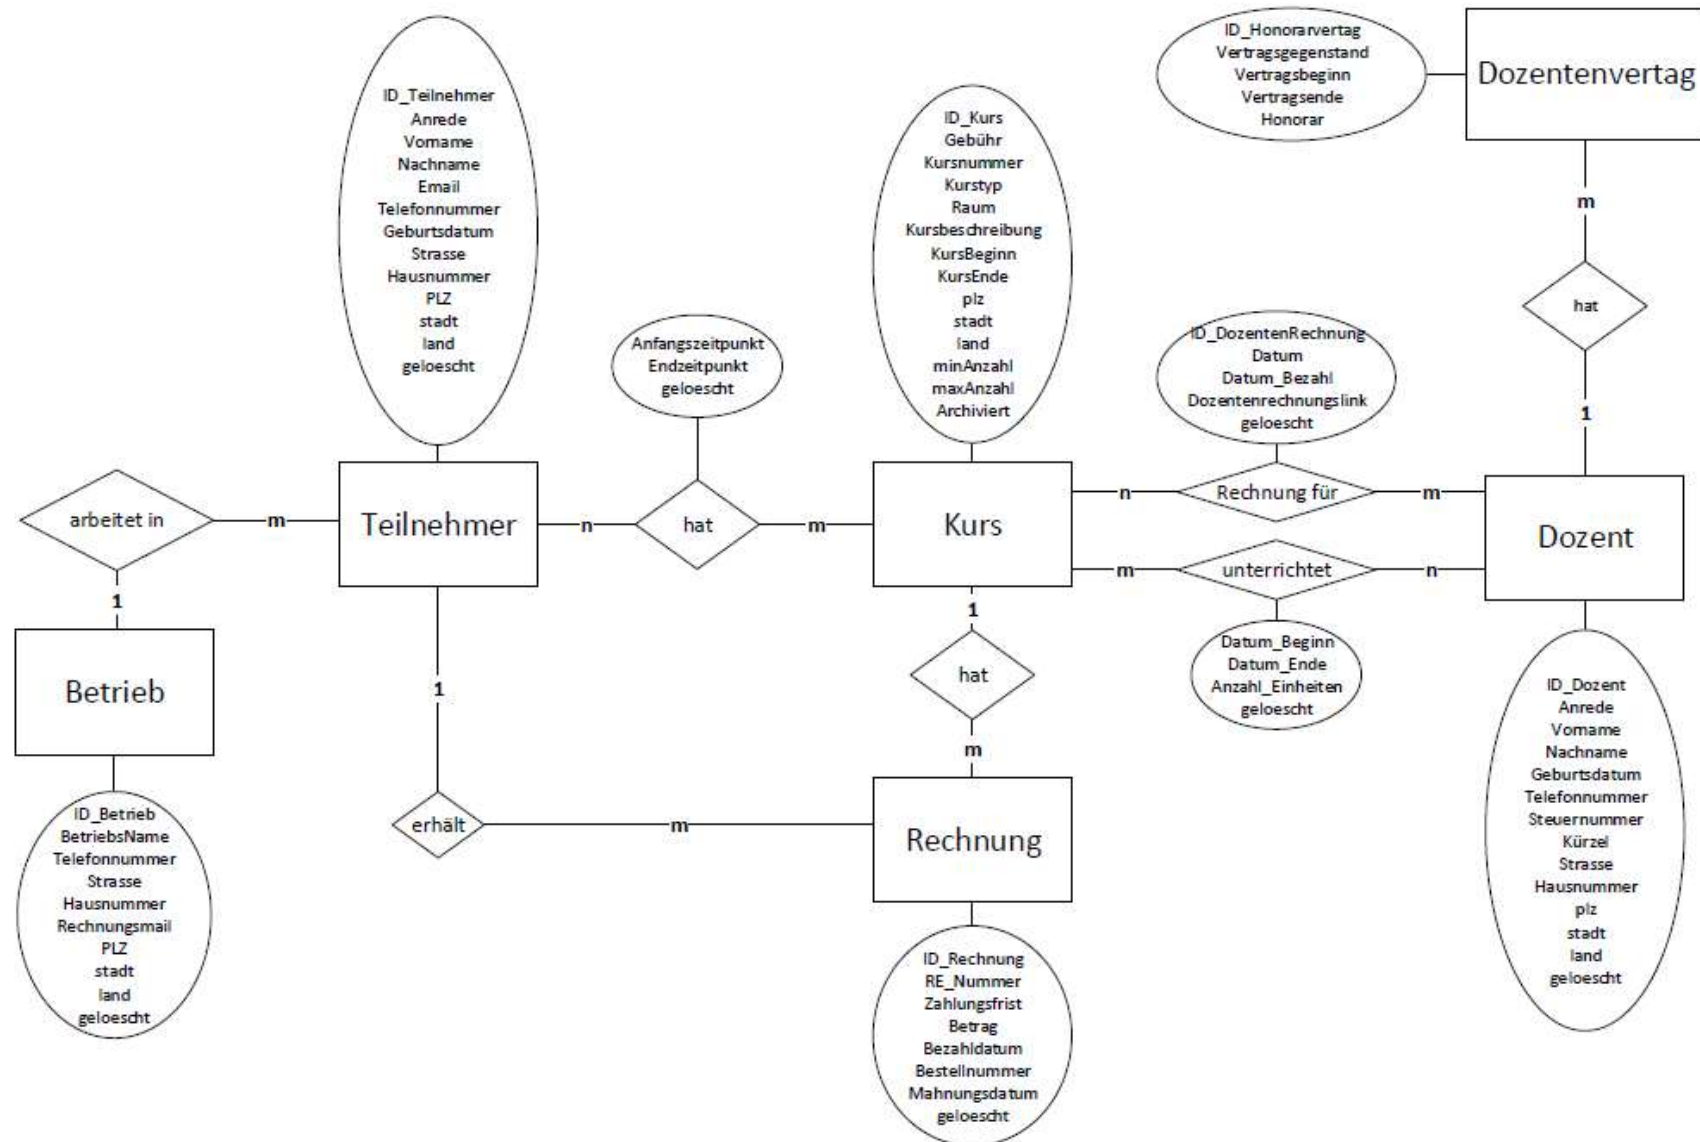 ID_Teilnehmer
Anrede
Vorname
Nachname
Email
Telefonnummer
Geburtsdatum
Strasse
Hausnummer
PLZ
stadt
land
geloescht
Anfangszeitpunkt
Endzeitpunkt
geloescht
ID_Kurs
Gebühr
Kursnummer
Kurstyp
Raum
Kursbeschreibung
KursBeginn
KursEnde
plz
stadt
land
minAnzahl
maxAnzahl
Archiviert
ID_Honorarvertag
Vertragsgegenstand
Vertragsbeginn
Vertragsende
Honorar
Dozentenvertag
m
hat
1
ID_DozentenRechnung
Datum
Datum_Bezahl
Dozentenrechnungslink
geloescht
arbeitet in
m
Teilnehmer
n
hat
m
Kurs
n
Rechnung für
m
Dozent
m
unterrichtet
n
1
Betrieb
1
1
hat
m
Datum_Beginn
Datum_Ende
Anzahl_Einheiten
geloescht
erhält
m
Rechnung
ID_Betrieb
BetriebsName
Telefonnummer
Strasse
Hausnummer
Rechnungsmail
PLZ
stadt
land
geloescht
ID_Rechnung
RE_Nummer
Zahlungsfrist
Betrag
Bezahldatum
Bestellnummer
Mahnungsdatum
geloescht
ID_Dozent
Anrede
Vorname
Nachname
Geburtsdatum
Telefonnummer
Steuernummer
Kürzel
Strasse
Hausnummer
plz
stadt
land
geloescht